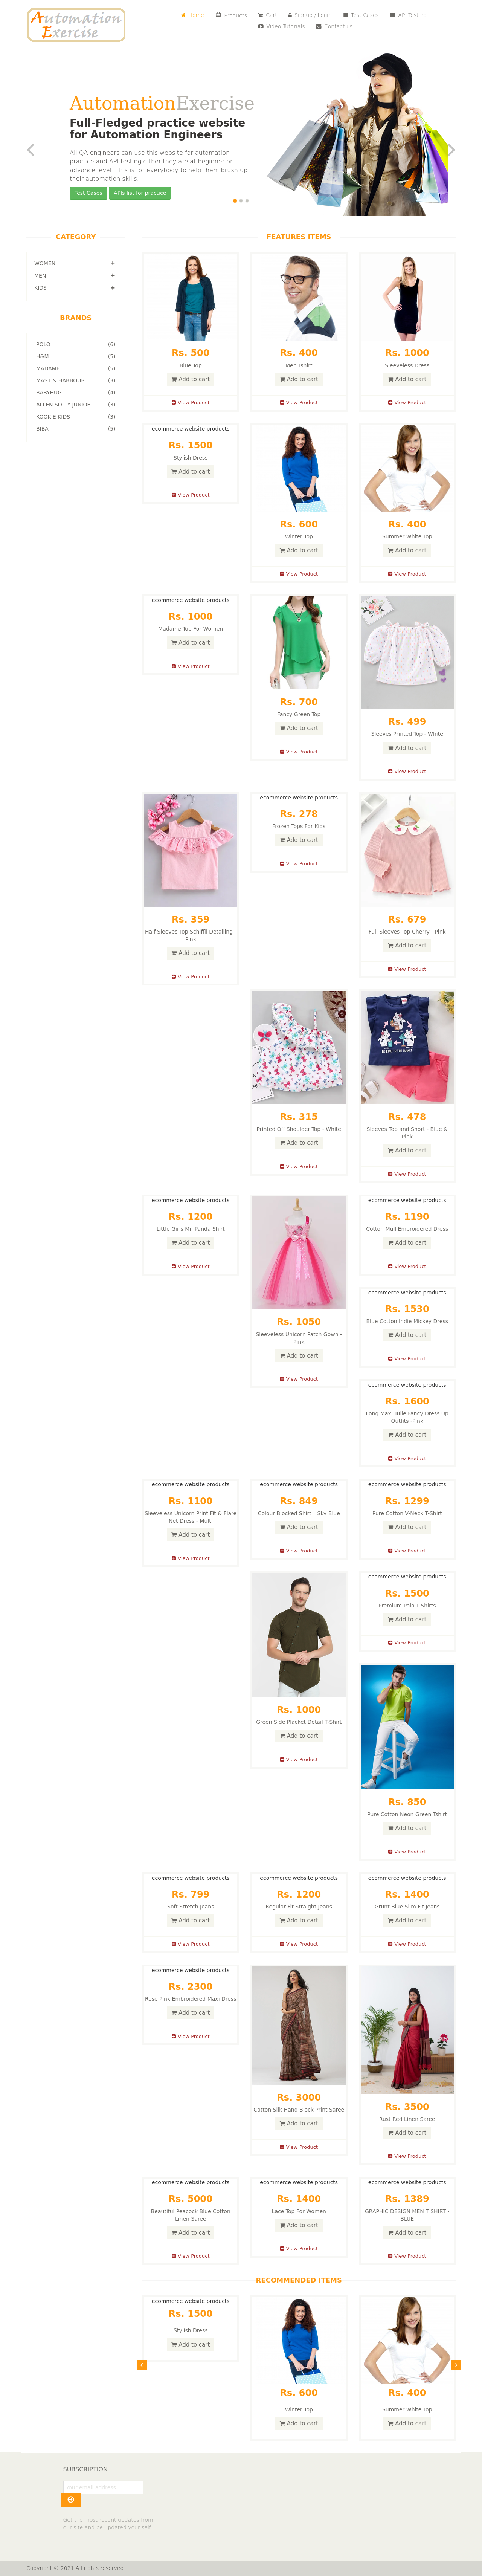 Automation
Exercise
Home
Products
Cart
Signup / Login
Test Cases
API Testing
Video Tutorials
Contact us
AutomationExercise
Full-Fledged practice website
for Automation Engineers
All QA engineers can use this website for automation
practice and API testing either they are at beginner or
advance level. This is for everybody to help them brush up
their automation skills.
Test Cases
APIs list for practice
CATEGORY
WOMEN
MEN
KIDS
BRANDS
POLO (6)
H&M (5)
MADAME (5)
MAST & HARBOUR (3)
BABYHUG (4)
ALLEN SOLLY JUNIOR (3)
KOOKIE KIDS (3)
BIBA (5)
FEATURES ITEMS
Rs. 500
Blue Top
Add to cart
View Product
Rs. 400
Men Tshirt
Add to cart
View Product
Rs. 1000
Sleeveless Dress
Add to cart
View Product
ecommerce website products
Rs. 1500
Stylish Dress
Add to cart
View Product
Rs. 600
Winter Top
Add to cart
View Product
Rs. 400
Summer White Top
Add to cart
View Product
ecommerce website products
Rs. 1000
Madame Top For Women
Add to cart
View Product
Rs. 700
Fancy Green Top
Add to cart
View Product
Rs. 499
Sleeves Printed Top - White
Add to cart
View Product
Rs. 359
Half Sleeves Top Schiffli Detailing -
Pink
Add to cart
View Product
ecommerce website products
Rs. 278
Frozen Tops For Kids
Add to cart
View Product
Rs. 679
Full Sleeves Top Cherry - Pink
Add to cart
View Product
Rs. 315
Printed Off Shoulder Top - White
Add to cart
View Product
Rs. 478
Sleeves Top and Short - Blue &
Pink
Add to cart
View Product
ecommerce website products
Rs. 1200
Little Girls Mr. Panda Shirt
Add to cart
View Product
Rs. 1050
Sleeveless Unicorn Patch Gown -
Pink
Add to cart
View Product
ecommerce website products
Rs. 1190
Cotton Mull Embroidered Dress
Add to cart
View Product
ecommerce website products
Rs. 1530
Blue Cotton Indie Mickey Dress
Add to cart
View Product
ecommerce website products
Rs. 1600
Long Maxi Tulle Fancy Dress Up
Outfits -Pink
Add to cart
View Product
ecommerce website products
Rs. 1100
Sleeveless Unicorn Print Fit & Flare
Net Dress - Multi
Add to cart
View Product
ecommerce website products
Rs. 849
Colour Blocked Shirt – Sky Blue
Add to cart
View Product
ecommerce website products
Rs. 1299
Pure Cotton V-Neck T-Shirt
Add to cart
View Product
Rs. 1000
Green Side Placket Detail T-Shirt
Add to cart
View Product
ecommerce website products
Rs. 1500
Premium Polo T-Shirts
Add to cart
View Product
Rs. 850
Pure Cotton Neon Green Tshirt
Add to cart
View Product
ecommerce website products
Rs. 799
Soft Stretch Jeans
Add to cart
View Product
ecommerce website products
Rs. 1200
Regular Fit Straight Jeans
Add to cart
View Product
ecommerce website products
Rs. 1400
Grunt Blue Slim Fit Jeans
Add to cart
View Product
ecommerce website products
Rs. 2300
Rose Pink Embroidered Maxi Dress
Add to cart
View Product
Rs. 3000
Cotton Silk Hand Block Print Saree
Add to cart
View Product
Rs. 3500
Rust Red Linen Saree
Add to cart
View Product
ecommerce website products
Rs. 5000
Beautiful Peacock Blue Cotton
Linen Saree
Add to cart
View Product
ecommerce website products
Rs. 1400
Lace Top For Women
Add to cart
View Product
ecommerce website products
Rs. 1389
GRAPHIC DESIGN MEN T SHIRT -
BLUE
Add to cart
View Product
RECOMMENDED ITEMS
ecommerce website products
Rs. 1500
Stylish Dress
Add to cart
Rs. 600
Winter Top
Add to cart
Rs. 400
Summer White Top
Add to cart
SUBSCRIPTION
Your email address
Get the most recent updates from
our site and be updated your self...
Copyright © 2021 All rights reserved